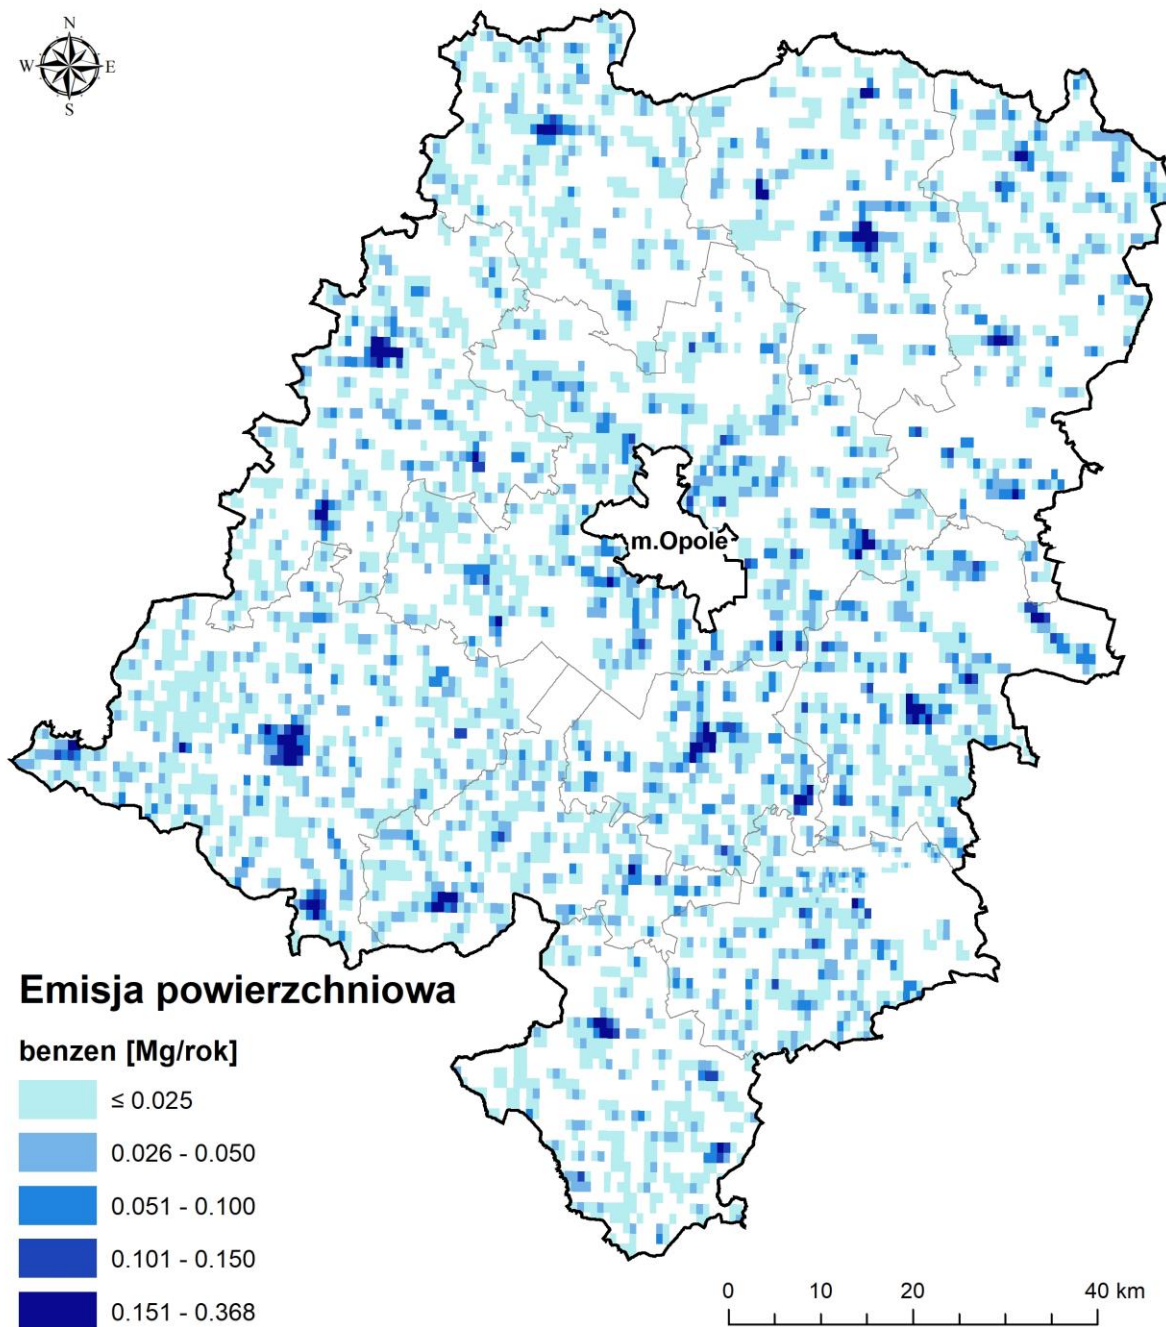 N
W E
S
m.Opole
Emisja powierzchniowa
benzen [Mg/rok]
≤ 0.025
0.026 - 0.050
0.051 - 0.100
0.101 - 0.150
0.151 - 0.368
0 10 20 40 km